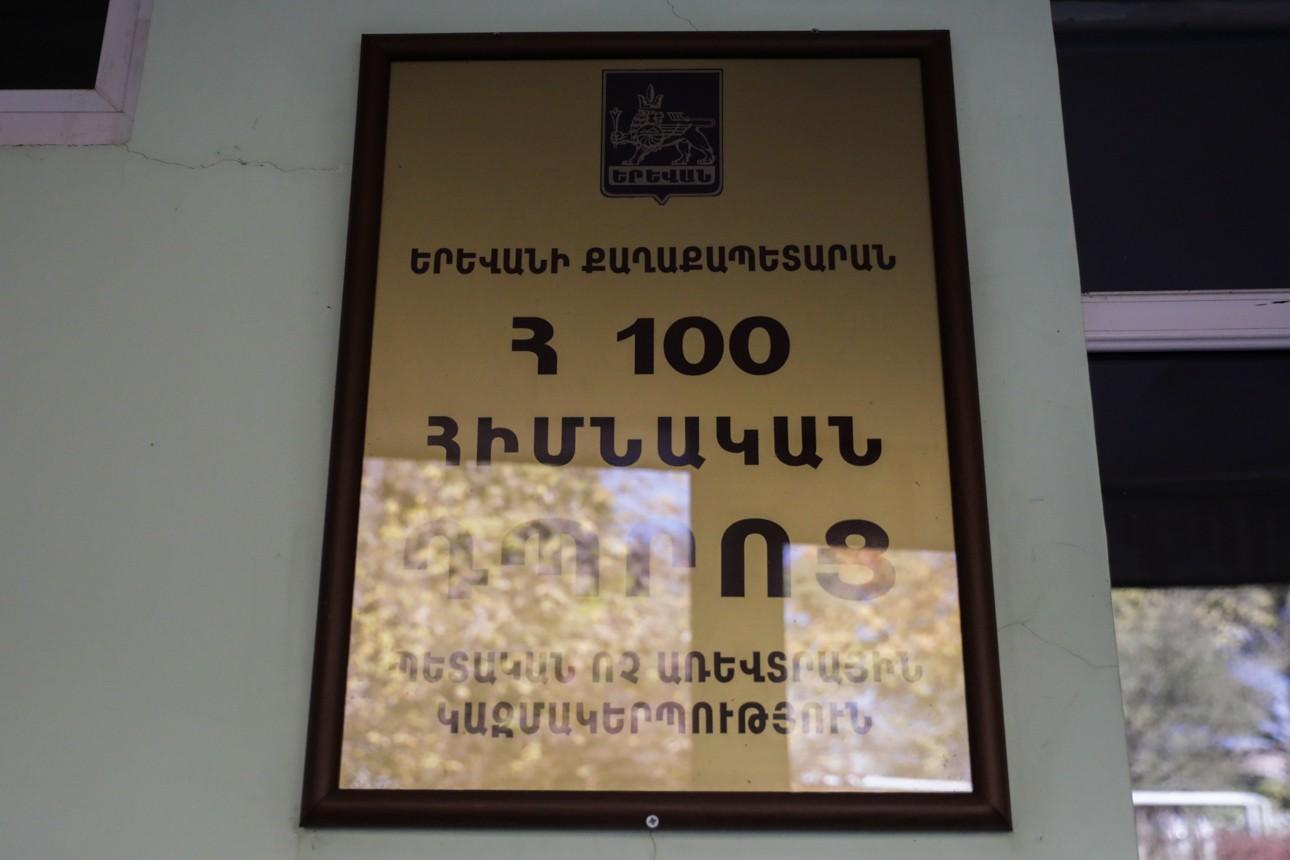 ԵՐԵՎԱՆ
ԵՐԵՎԱՆԻ ՔԱՂԱՔԱՊԵՏԱՐԱՆ
Հ 100
ՀԻՄՆԱԿԱՆ
ԴՊՐՈՑ
ՊԵՏԱԿԱՆ ՈՉ ԱՌԵՎՏՐԱՅԻՆ
ԿԱԶՄԱԿԵՐՊՈՒԹՅՈՒՆ